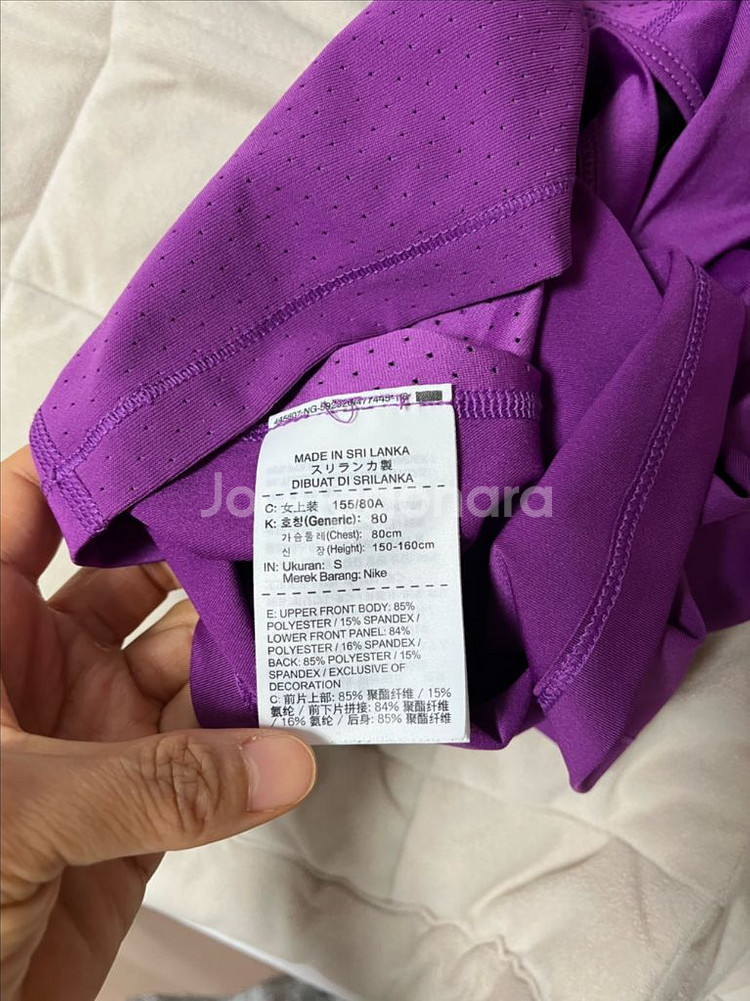 MADE IN SRI LANKA
スリランカ製
DIBUAT DI SRILANKA
C: 女上装 155/80A
K: 호칭(Generic): 80
가슴둘레(Chest): 80cm
신 장(Height): 150-160cm
IN: Ukuran: S
Merek Barang: Nike
E: UPPER FRONT BODY: 85%
POLYESTER / 15% SPANDEX /
LOWER FRONT PANEL: 84%
POLYESTER / 16% SPANDEX /
BACK: 85% POLYESTER / 15%
SPANDEX / EXCLUSIVE OF
DECORATION
C: 前片上部: 85% 聚酯纤维 / 15%
氨纶 / 前下片拼接: 84% 聚酯纤维
/ 16% 氨纶 / 后身: 85% 聚酯纤维